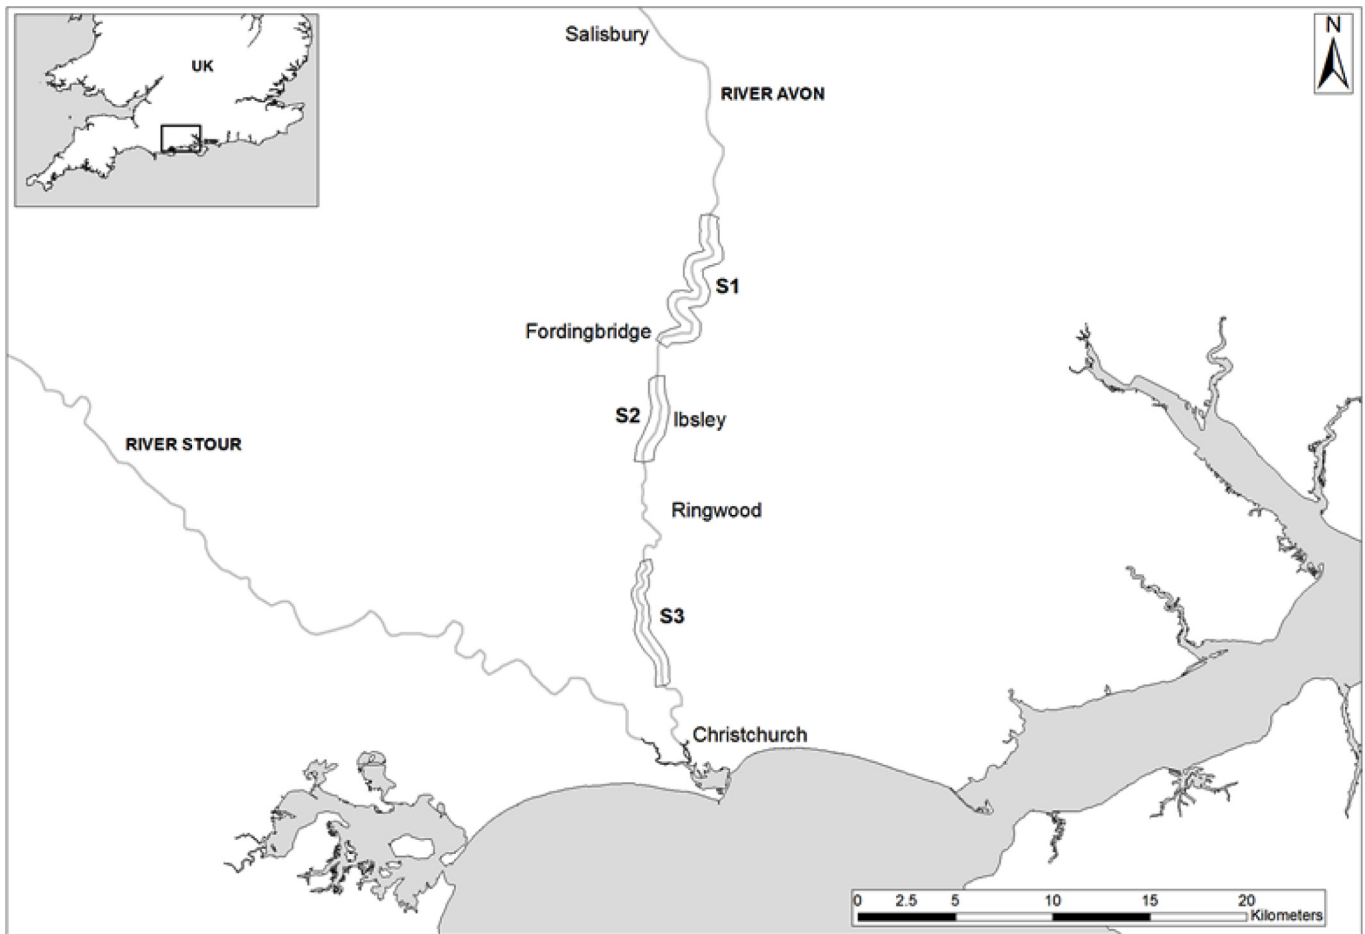 N
Salisbury
UK
RIVER AVON
S1
Fordingbridge
S2
Ibsley
RIVER STOUR
Ringwood
S3
Christchurch
0 2.5 5 10 15 20
Kilometers